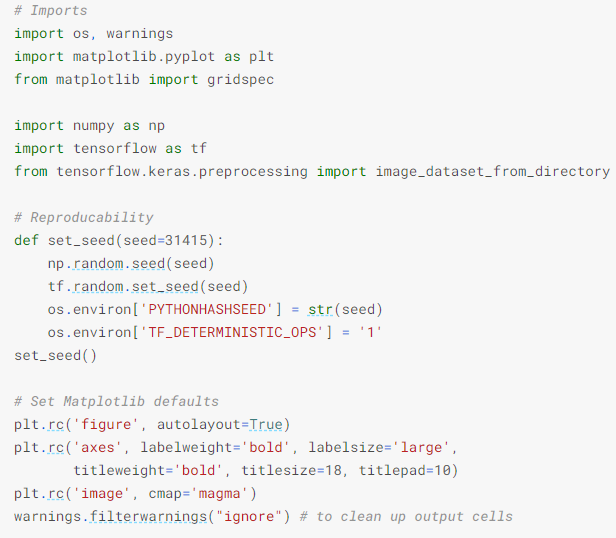 # Imports
import os, warnings
import matplotlib.pyplot as plt
from matplotlib import gridspec

import numpy as np
import tensorflow as tf
from tensorflow.keras.preprocessing import image_dataset_from_directory

# Reproducability
def set_seed(seed=31415):
    np.random.seed(seed)
    tf.random.set_seed(seed)
    os.environ['PYTHONHASHSEED'] = str(seed)
    os.environ['TF_DETERMINISTIC_OPS'] = '1'
set_seed()

# Set Matplotlib defaults
plt.rc('figure', autolayout=True)
plt.rc('axes', labelweight='bold', labelsize='large',
       titleweight='bold', titlesize=18, titlepad=10)
plt.rc('image', cmap='magma')
warnings.filterwarnings("ignore") # to clean up output cells